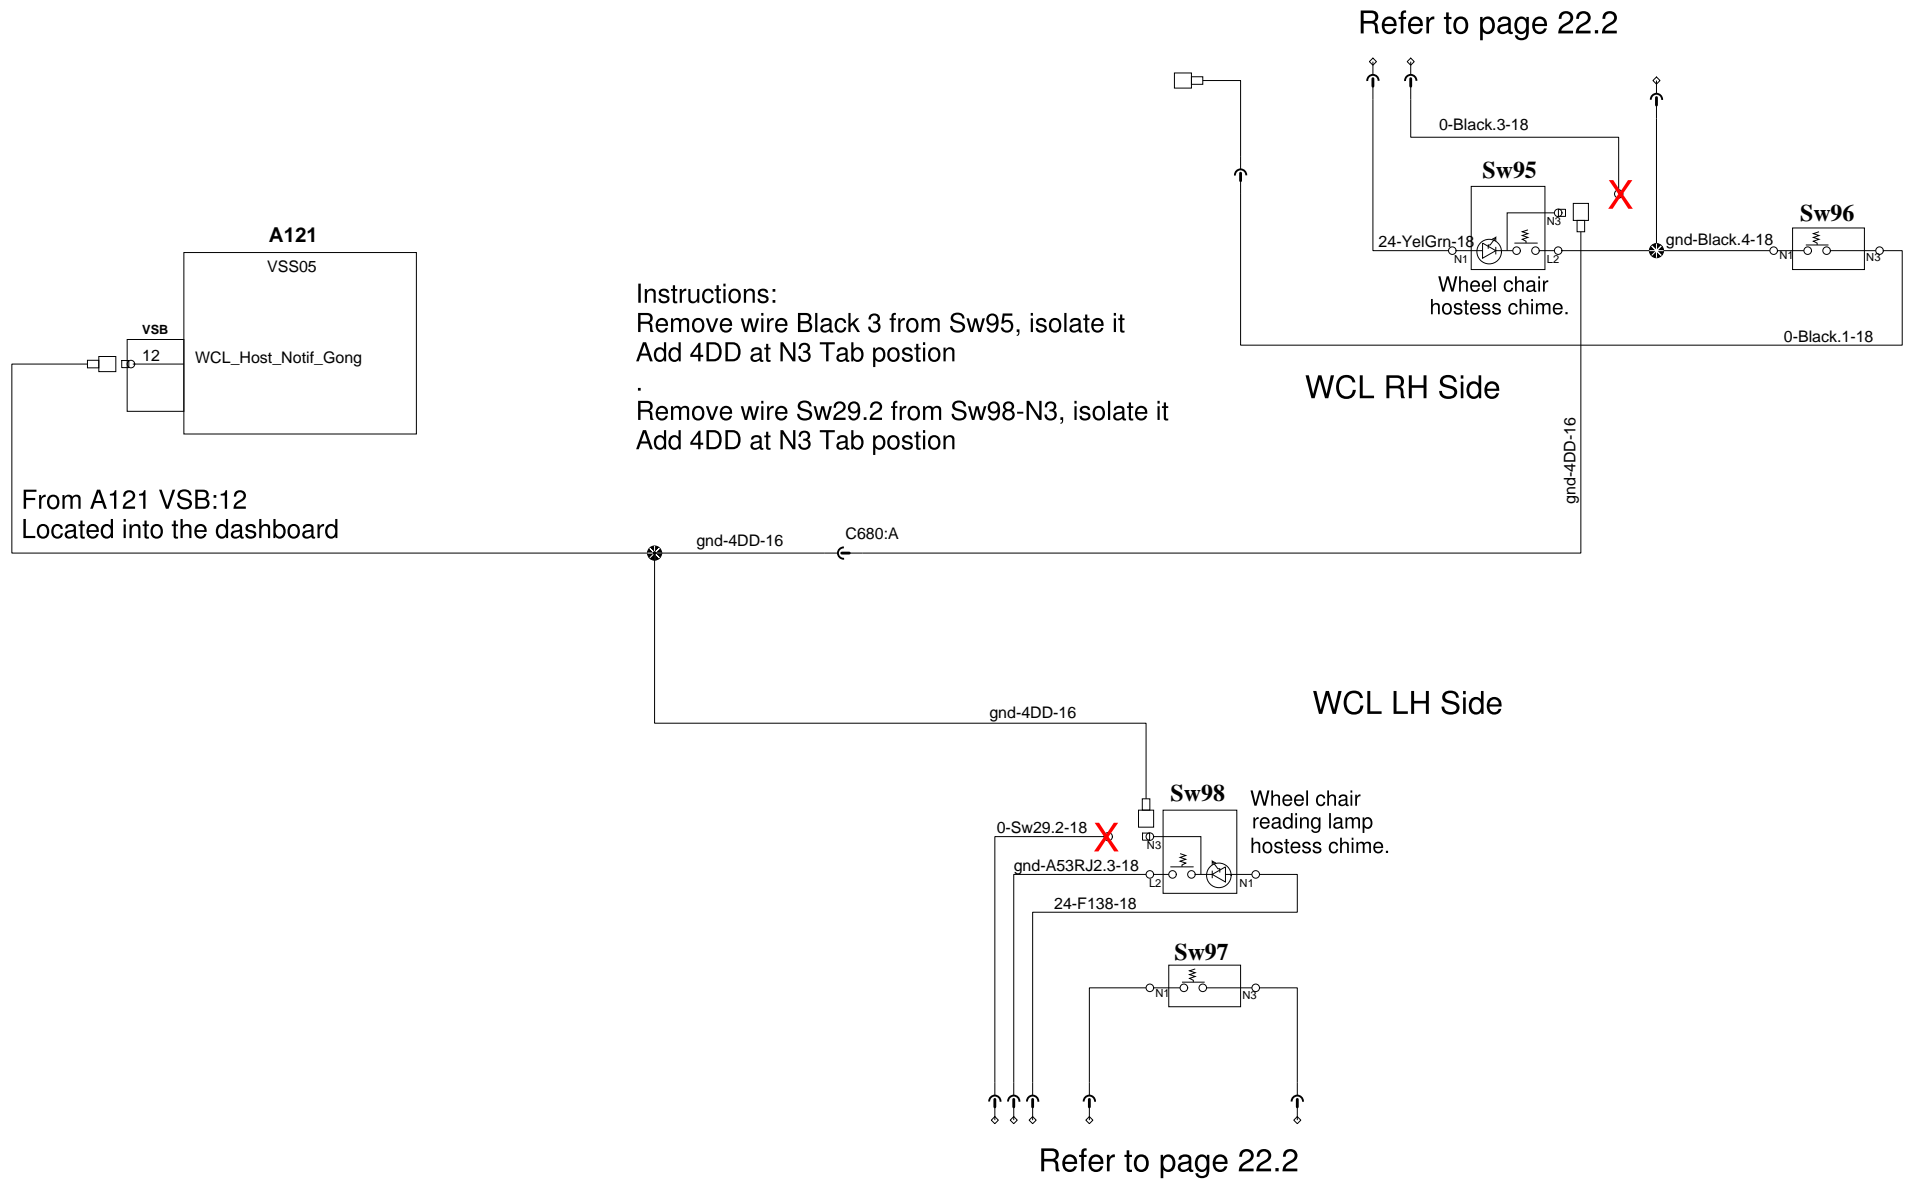 Refer to page 22.2
0-Black.3-18
Sw95
N3
24-YelGrn-18
N1
L2
Wheel chair
hostess chime.
gnd-Black.4-18
Sw96
N1
N3
0-Black.1-18
WCL RH Side
A121
VSS05
VSB
12
WCL_Host_Notif_Gong
Instructions:
Remove wire Black 3 from Sw95, isolate it
Add 4DD at N3 Tab postion
.
Remove wire Sw29.2 from Sw98-N3, isolate it
Add 4DD at N3 Tab postion
gnd-4DD-16
From A121 VSB:12
Located into the dashboard
gnd-4DD-16
C680:A
WCL LH Side
gnd-4DD-16
Sw98
Wheel chair
reading lamp
hostess chime.
0-Sw29.2-18
N3
gnd-A53RJ2.3-18
L2
N1
24-F138-18
Sw97
N1
N3
Refer to page 22.2